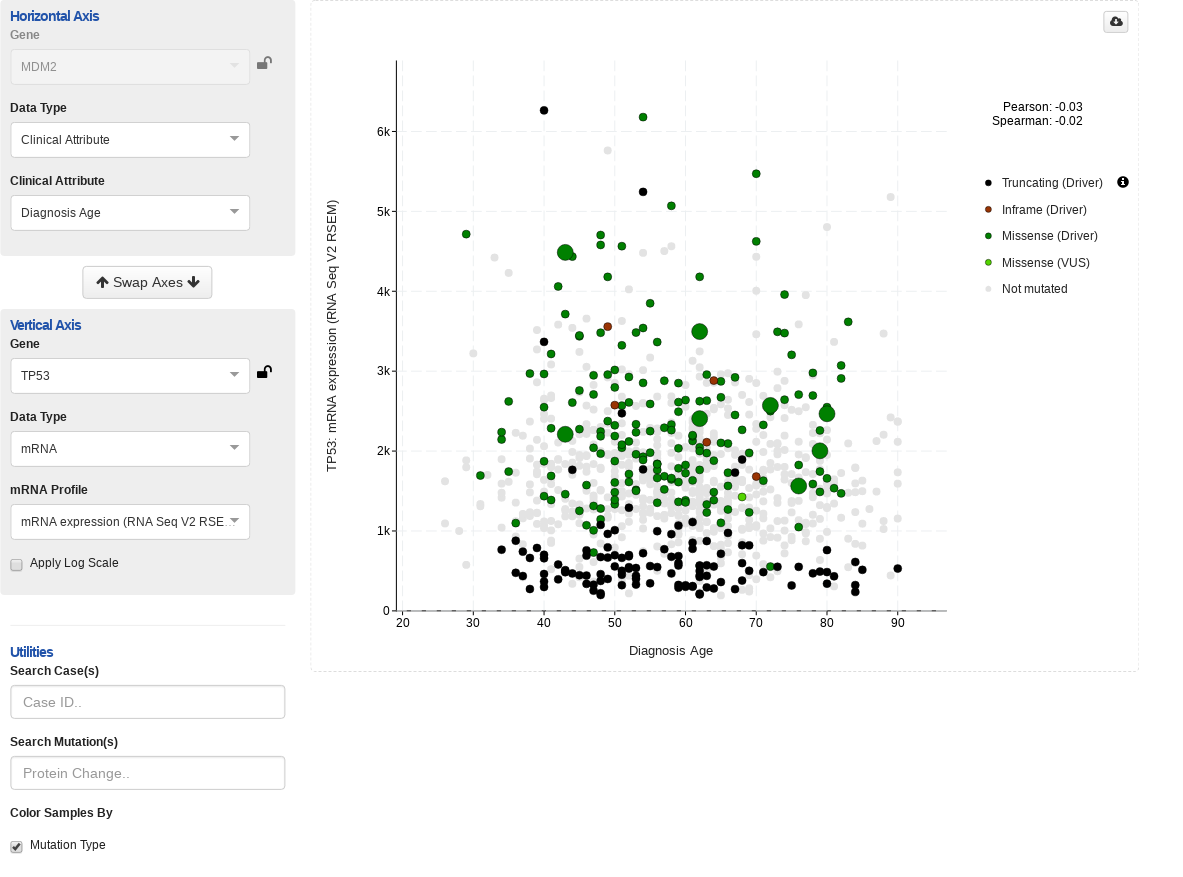 Horizontal Axis
Gene
MDM2
Data Type
Clinical Attribute
Clinical Attribute
Diagnosis Age
Swap Axes
Vertical Axis
Gene
TP53
Data Type
mRNA
mRNA Profile
mRNA expression (RNA Seq V2 RSE...
Apply Log Scale
Utilities
Search Case(s)
Case ID..
Search Mutation(s)
Protein Change..
Color Samples By
Mutation Type
TP53: mRNA expression (RNA Seq V2 RSEM)
6k
5k
4k
3k
2k
1k
0
20 30 40 50 60 70 80 90
Diagnosis Age
Pearson: -0.03
Spearman: -0.02
Truncating (Driver)
Inframe (Driver)
Missense (Driver)
Missense (VUS)
Not mutated